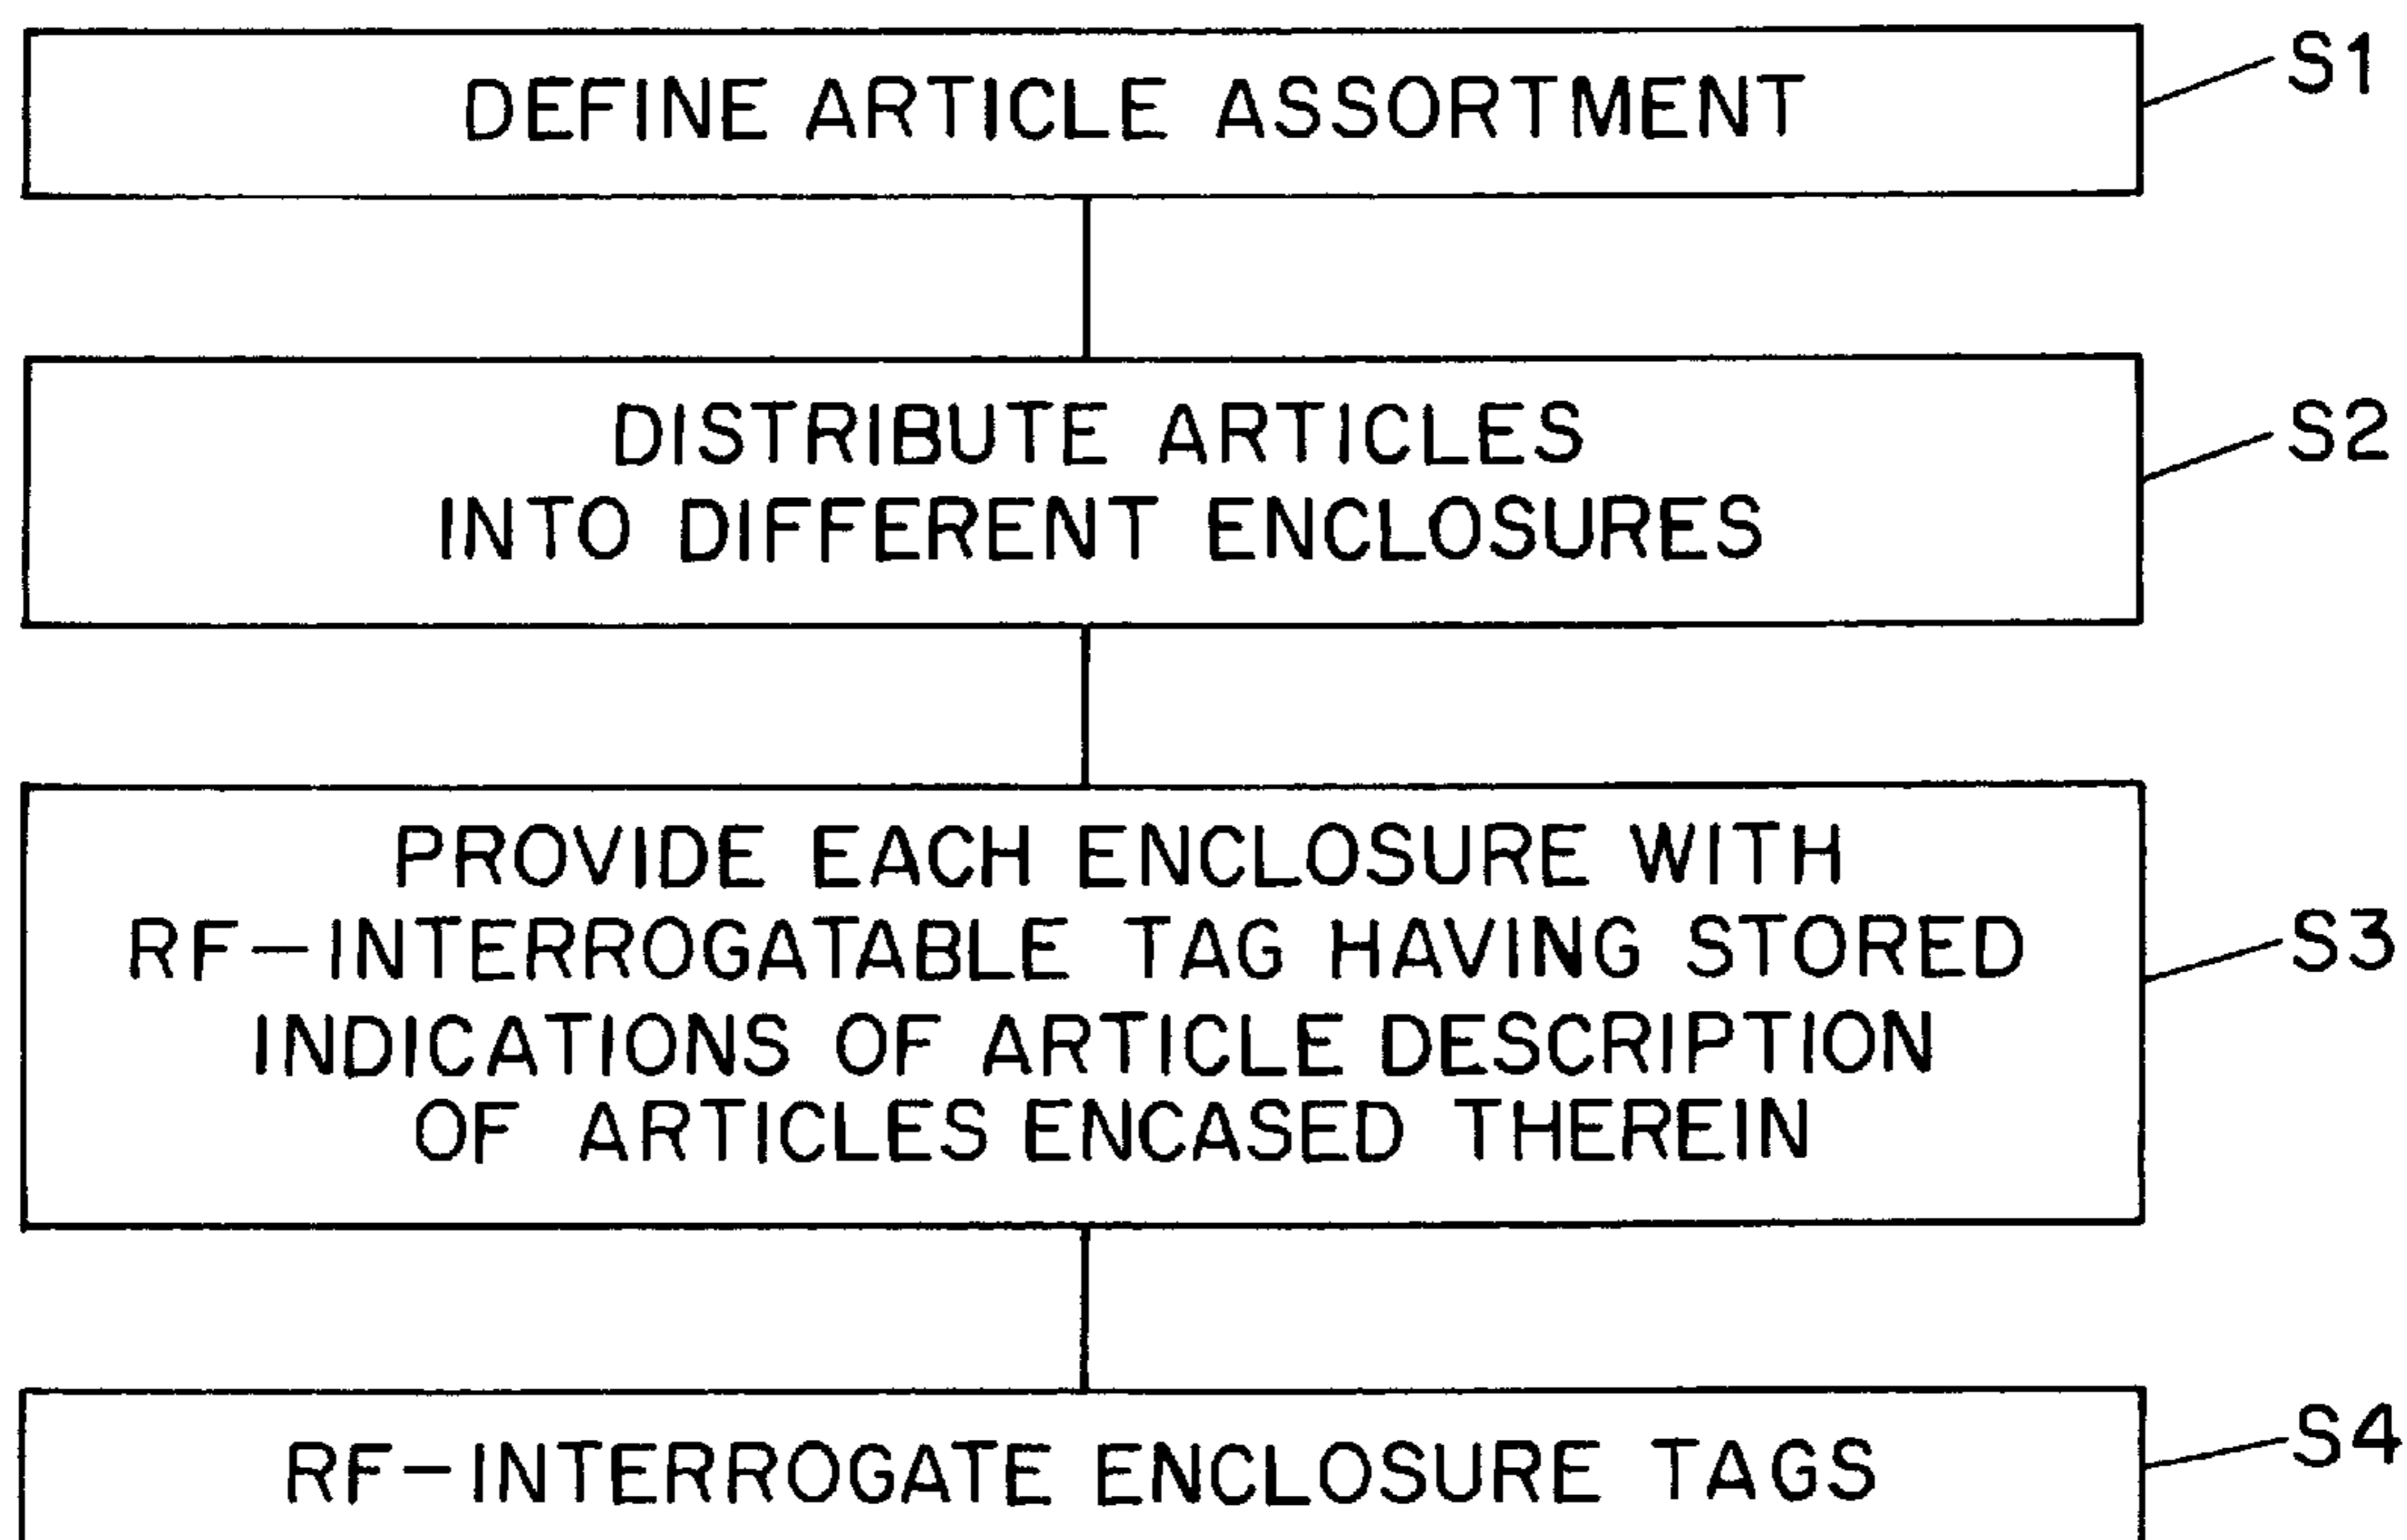 DEFINE ARTICLE ASSORTMENT
S1
DISTRIBUTE ARTICLES
INTO DIFFERENT ENCLOSURES
S2
PROVIDE EACH ENCLOSURE WITH
RF-INTERROGATABLE TAG HAVING STORED
INDICATIONS OF ARTICLE DESCRIPTION
OF ARTICLES ENCASED THEREIN
S3
RF-INTERROGATE ENCLOSURE TAGS
S4